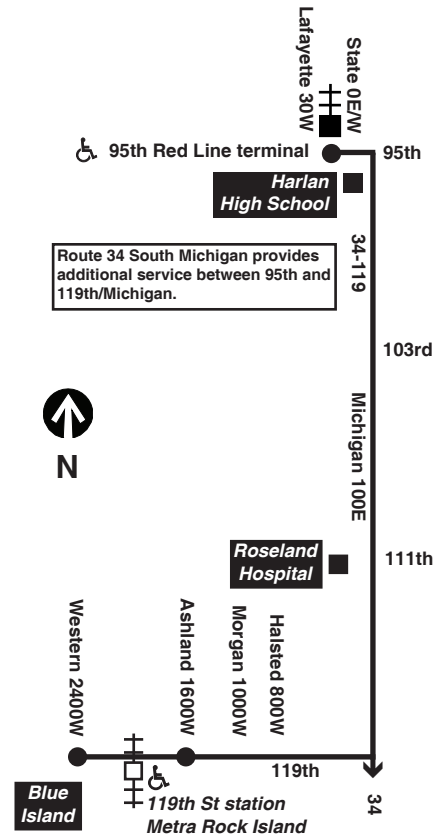 Lafayette 30W
State 0E/W
95th Red Line terminal
95th
Harlan
High School
34-119
Route 34 South Michigan provides
additional service between 95th and
119th/Michigan.
103rd
N
Michigan 100E
Roseland
Hospital
111th
Western 2400W
Ashland 1600W
Morgan 1000W
Halsted 800W
119th
34
Blue
Island
119th St station
Metra Rock Island